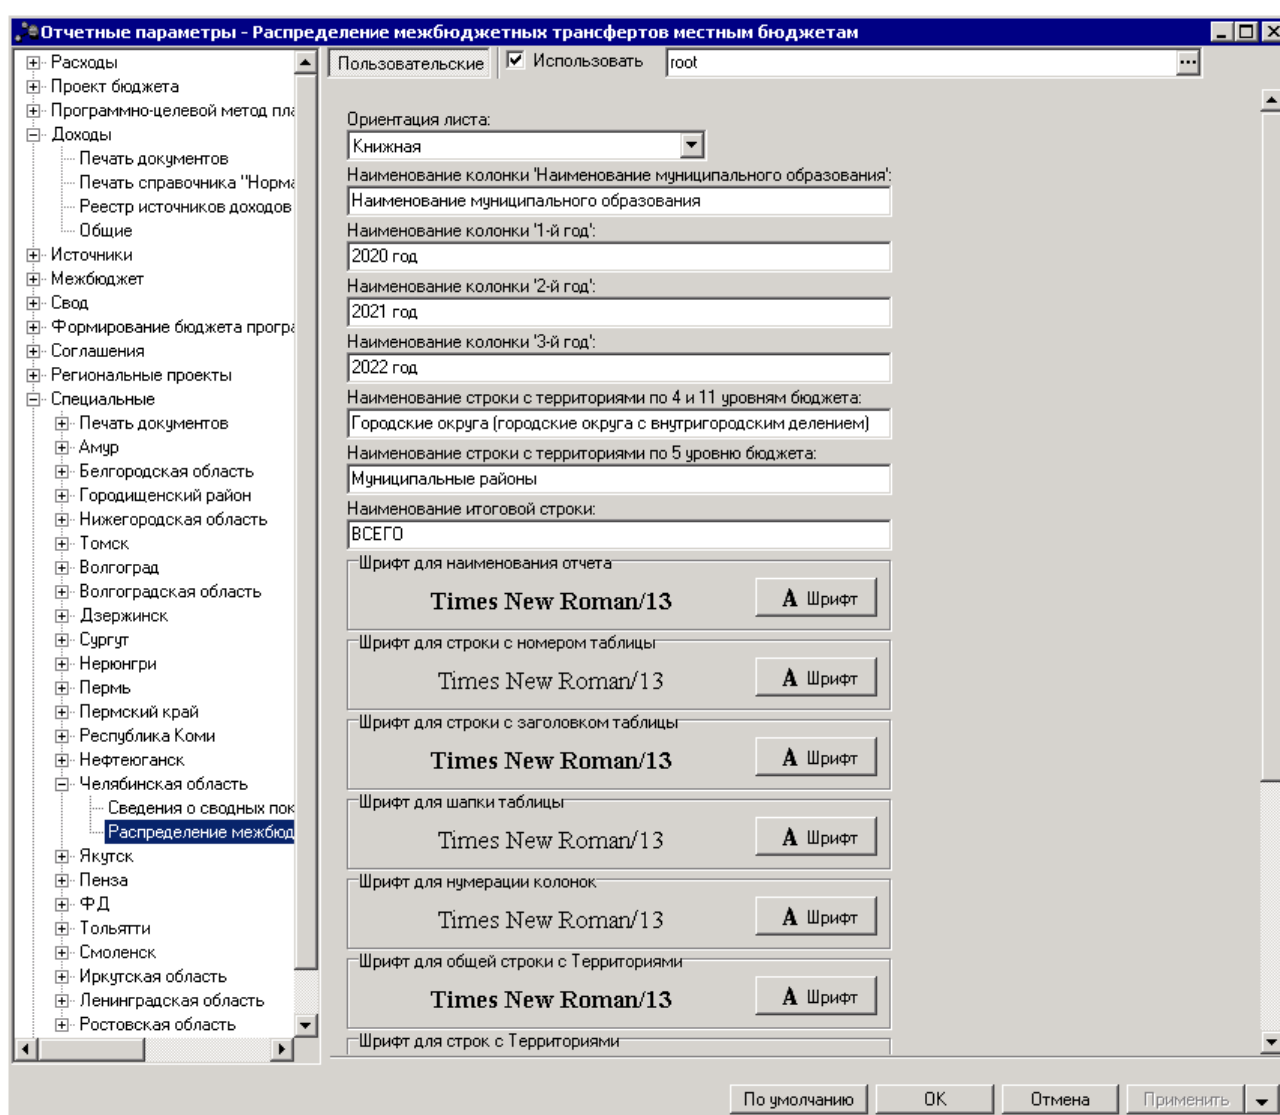 Отчетные параметры - Распределение межбюджетных трансфертов местным бюджетам
Расходы
Проект бюджета
Программно-целевой метод пла
Доходы
Печать документов
Печать справочника "Норма
Реестр источников доходов
Общие
Источники
Межбюджет
Свод
Формирование бюджета програ
Соглашения
Региональные проекты
Специальные
Печать документов
Амур
Белгородская область
Городищенский район
Нижегородская область
Томск
Волгоград
Волгоградская область
Дзержинск
Сургут
Нерюнгри
Пермь
Пермский край
Республика Коми
Нефтеюганск
Челябинская область
Сведения о сводных пок
Распределение межбюд
Якутск
Пенза
ФД
Тольятти
Смоленск
Иркутская область
Ленинградская область
Ростовская область
Пользовательские Использовать root ...
Ориентация листа:
Книжная
Наименование колонки 'Наименование муниципального образования':
Наименование муниципального образования
Наименование колонки '1-й год':
2020 год
Наименование колонки '2-й год':
2021 год
Наименование колонки '3-й год':
2022 год
Наименование строки с территориями по 4 и 11 уровням бюджета:
Городские округа (городские округа с внутригородским делением)
Наименование строки с территориями по 5 уровню бюджета:
Муниципальные районы
Наименование итоговой строки:
ВСЕГО
Шрифт для наименования отчета
Times New Roman/13 A Шрифт
Шрифт для строки с номером таблицы
Times New Roman/13 A Шрифт
Шрифт для строки с заголовком таблицы
Times New Roman/13 A Шрифт
Шрифт для шапки таблицы
Times New Roman/13 A Шрифт
Шрифт для нумерации колонок
Times New Roman/13 A Шрифт
Шрифт для общей строки с Территориями
Times New Roman/13 A Шрифт
Шрифт для строк с Территориями
По умолчанию OK Отмена Применить